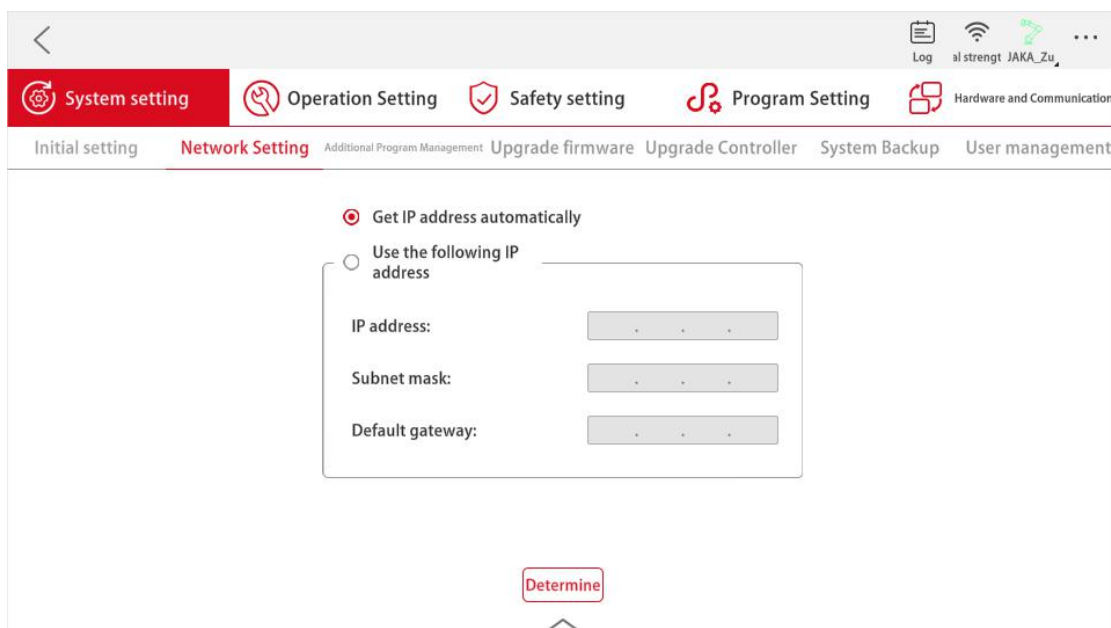 Log al strengt JAKA_Zu
System setting Operation Setting Safety setting Program Setting Hardware and Communication
Initial setting Network Setting Additional Program Management Upgrade firmware Upgrade Controller System Backup User management
Get IP address automatically
Use the following IP
address
IP address: . . .
Subnet mask: . . .
Default gateway: . . .
Determine